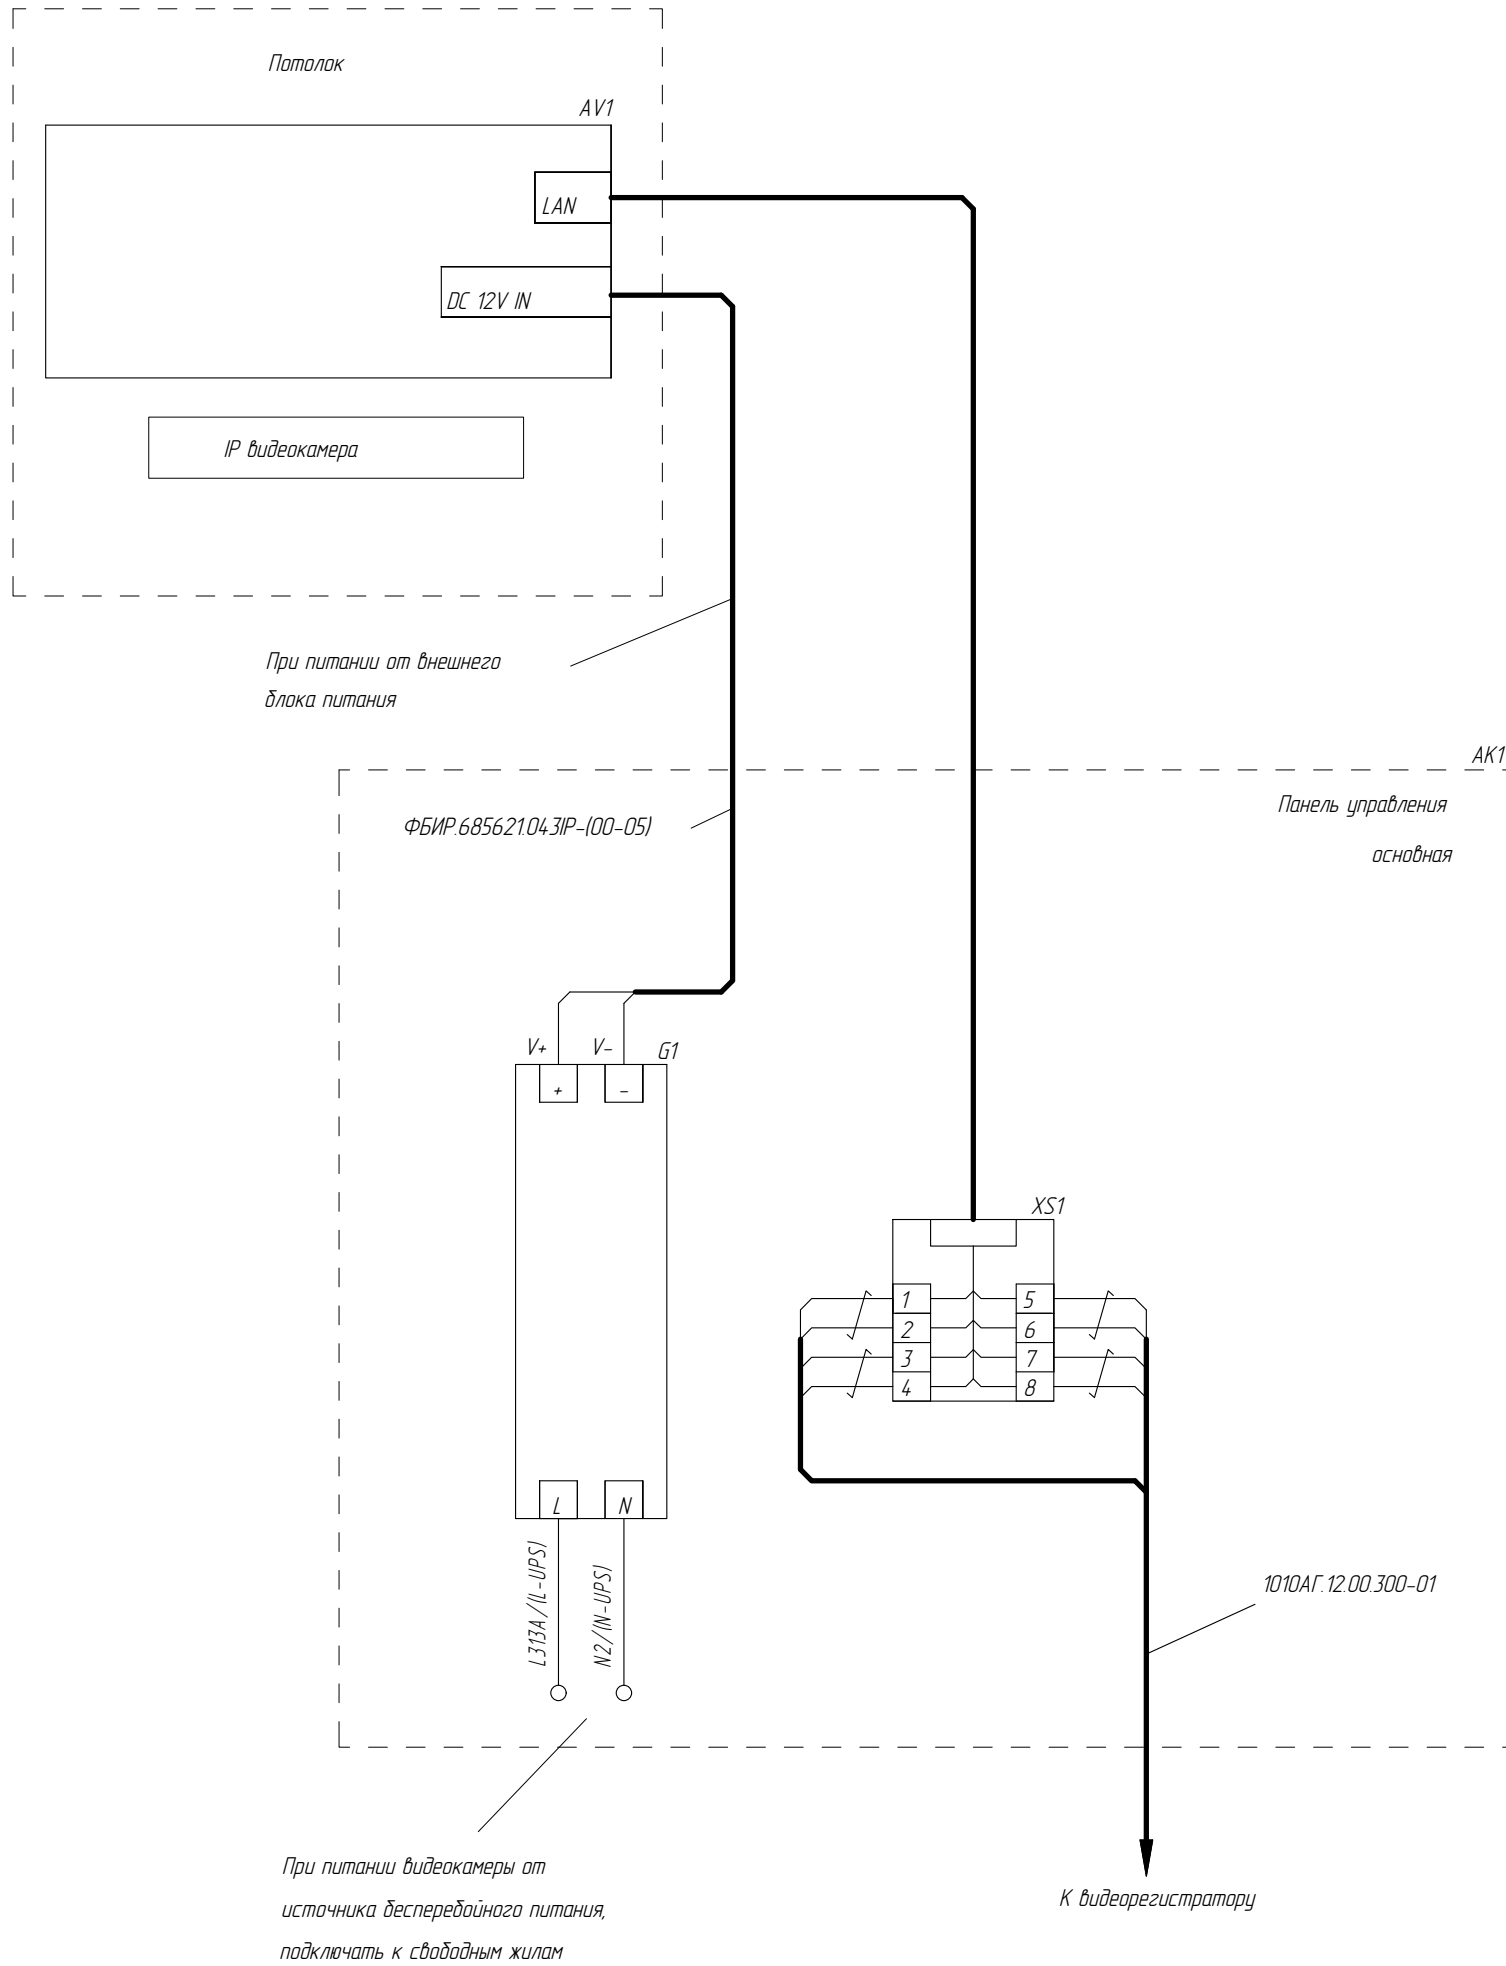 Потолок
AV1
LAN
DC 12V IN
IP видеокамера
При питании от внешнего
блока питания
AK1
Панель управления
основная
ФБИР.685621.043IP-(00-05)
V+ V- G1
+ -
XS1
1 5
2 6
3 7
4 8
L N
L313A/(L-UPS)
N2/(N-UPS)
1010АГ.12.00.300-01
При питании видеокамеры от
источника бесперебойного питания,
подключать к свободным жилам
К видеорегистратору